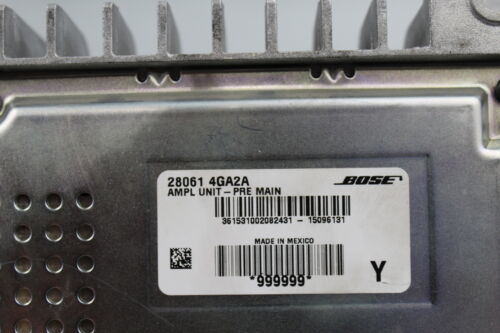 28061 4GA2A
AMPL UNIT-PRE MAIN
BOSE
361531002082431 - 15096131
MADE IN MEXICO
*999999*
Y